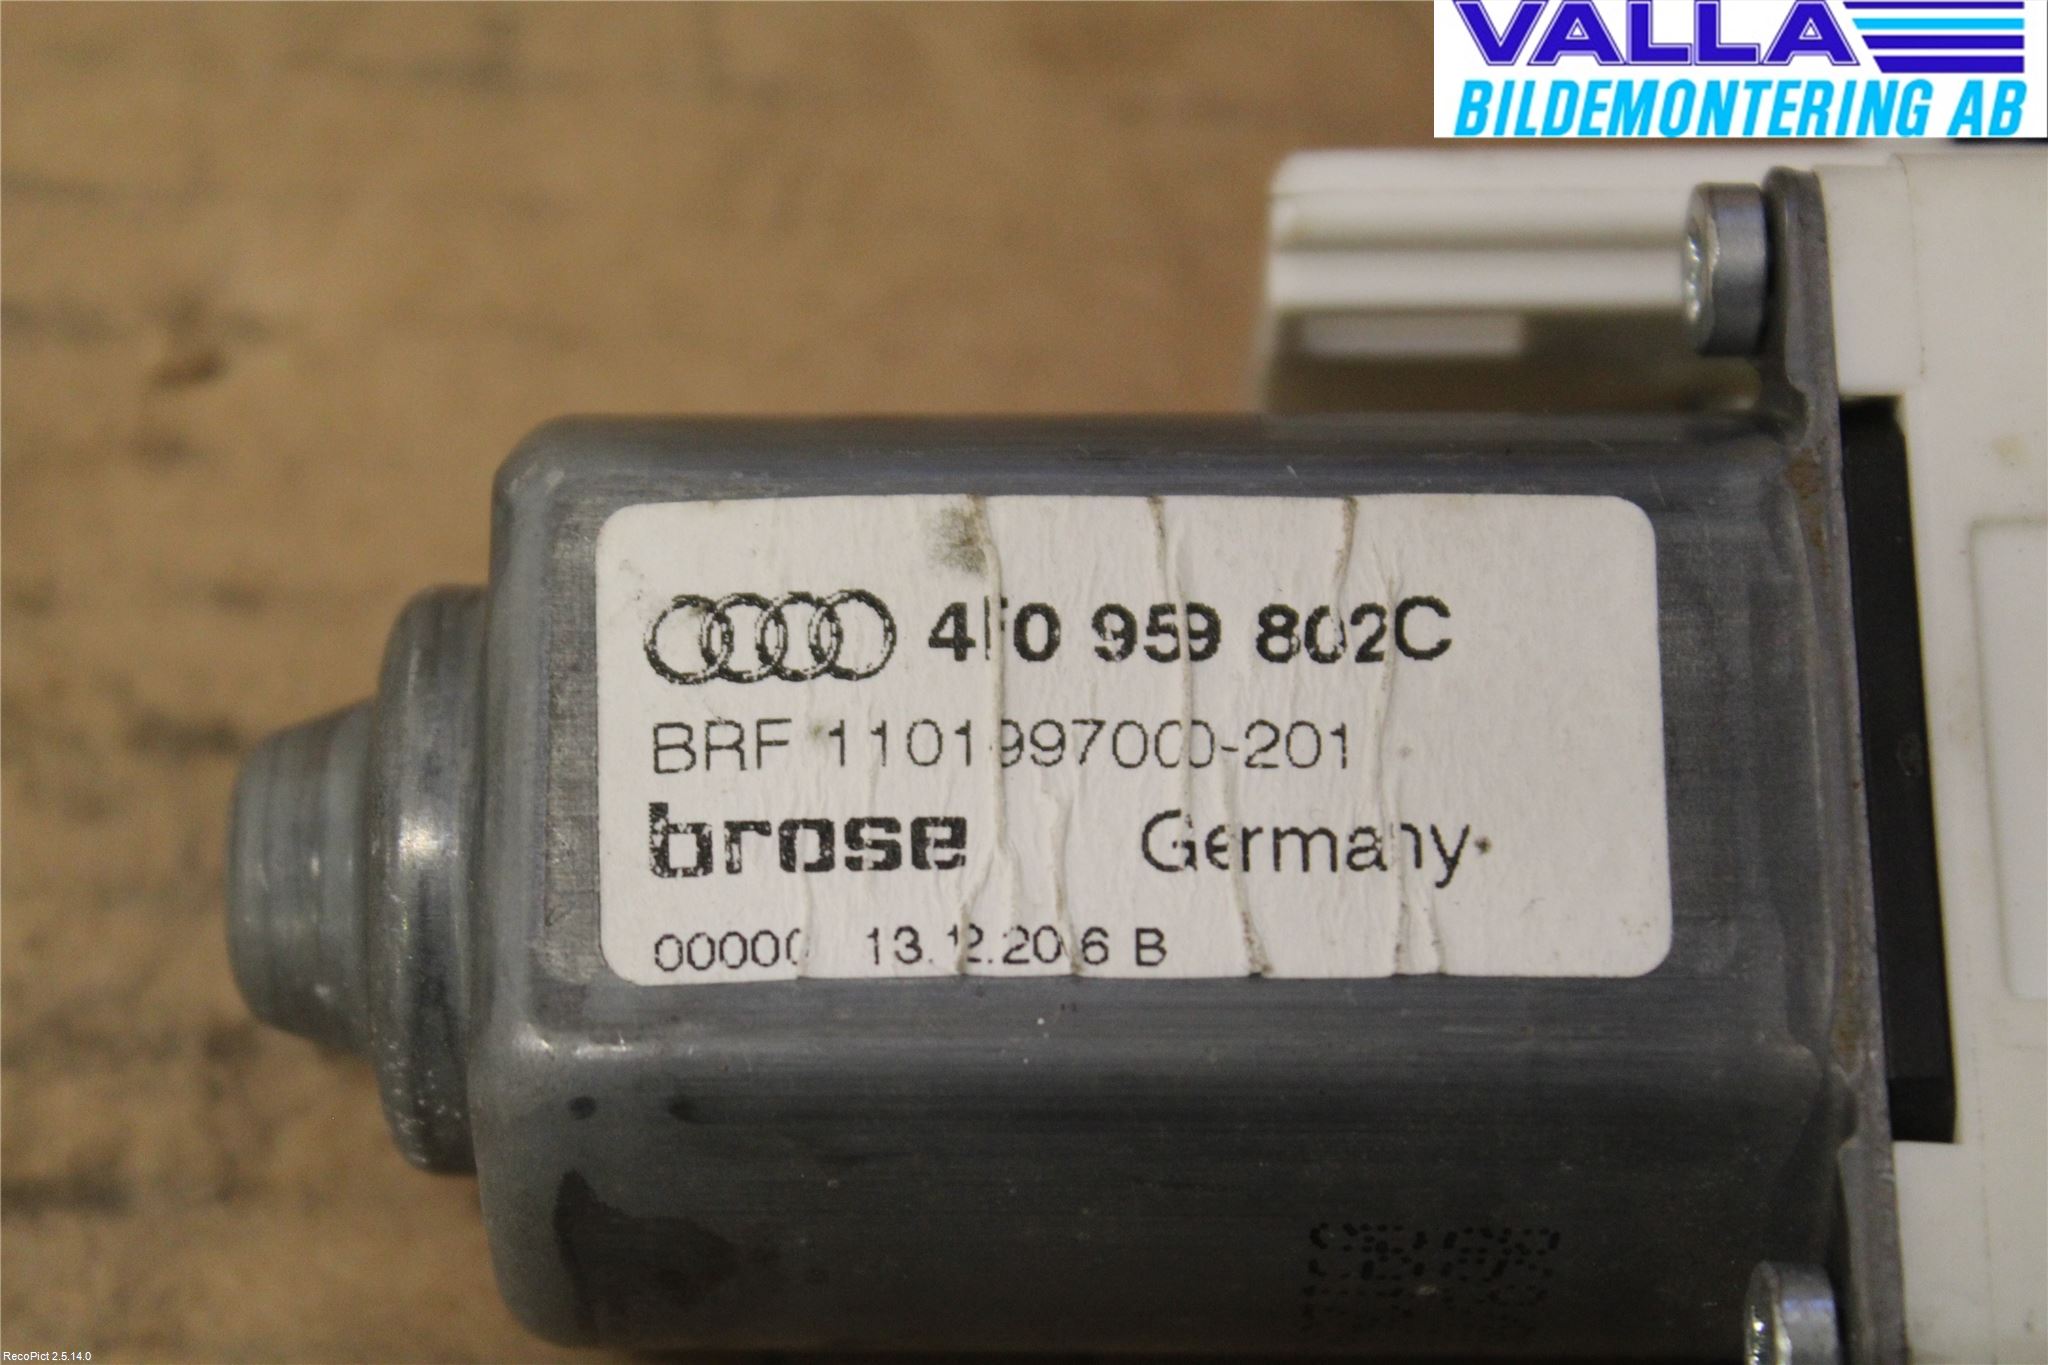 VALLA
BILDEMONTERING AB
4F0 959 802C
BRF 1101997000-201
brose Germany
00000 13.12.2006 B
RecoPict 2.5.14.0